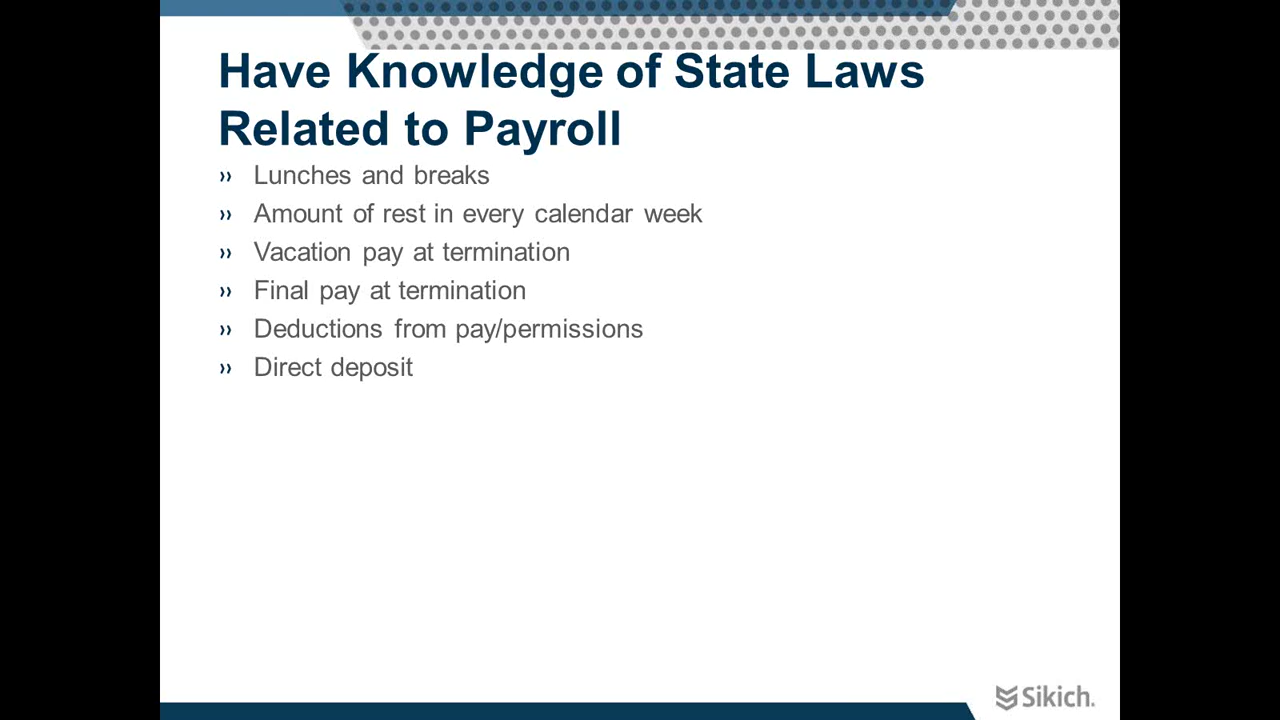 Have Knowledge of State Laws
Related to Payroll
›› Lunches and breaks
›› Amount of rest in every calendar week
›› Vacation pay at termination
›› Final pay at termination
›› Deductions from pay/permissions
›› Direct deposit
Sikich.